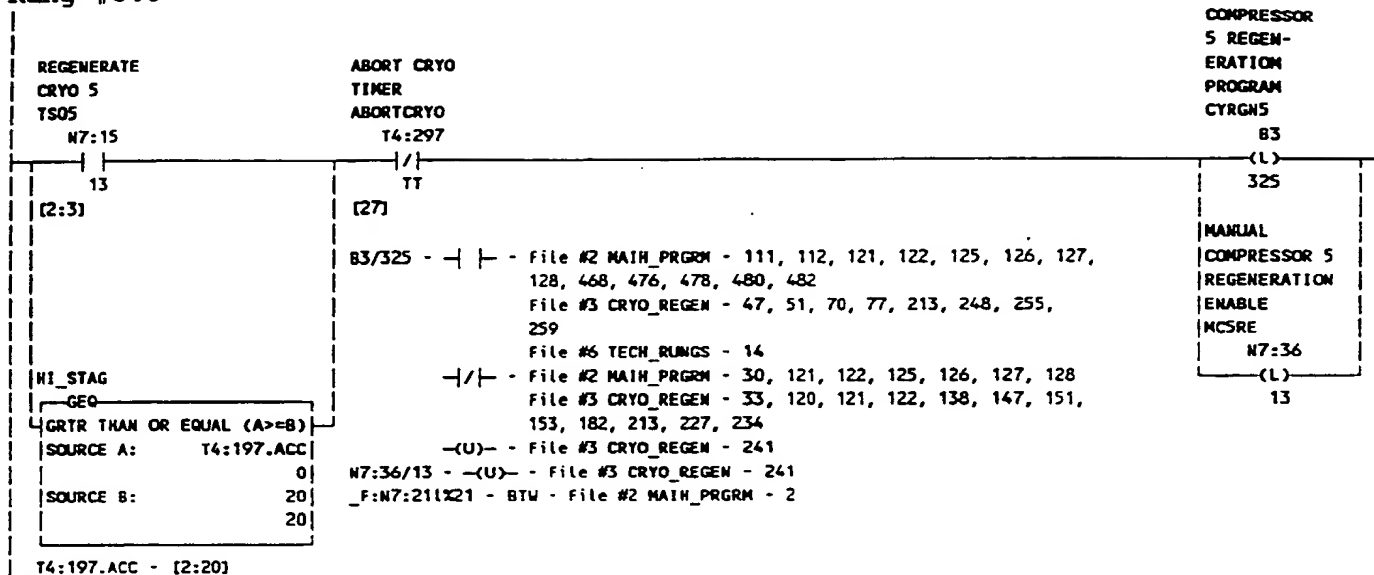 COMPRESSOR
5 REGEN-
ERATION
PROGRAM
CYRGN5
B3
(L)
325
REGENERATE
CRYO 5
TS05
N7:15
13
[2:3]
ABORT CRYO
TIMER
ABORTCRYO
T4:297
/
TT
[27]
MANUAL
COMPRESSOR 5
REGENERATION
ENABLE
MC5RE
N7:36
(L)
13
B3/325 - ─┤ ├─ - File #2 MAIN_PRGRM - 111, 112, 121, 122, 125, 126, 127,
128, 468, 476, 478, 480, 482
File #3 CRYO_REGEN - 47, 51, 70, 77, 213, 248, 255,
259
File #6 TECH_RUNGS - 14
─┤/├─ - File #2 MAIN_PRGRM - 30, 121, 122, 125, 126, 127, 128
File #3 CRYO_REGEN - 33, 120, 121, 122, 138, 147, 151,
153, 182, 213, 227, 234
─(U)─ - File #3 CRYO_REGEN - 241
N7:36/13 - ─(U)─ - File #3 CRYO_REGEN - 241
_F:N7:21[%21 - BTW - File #2 MAIN_PRGRM - 2
HI_STAG
GEQ
GRTR THAN OR EQUAL (A>=B)
SOURCE A: T4:197.ACC
0
SOURCE B: 20
20
T4:197.ACC - [2:20]